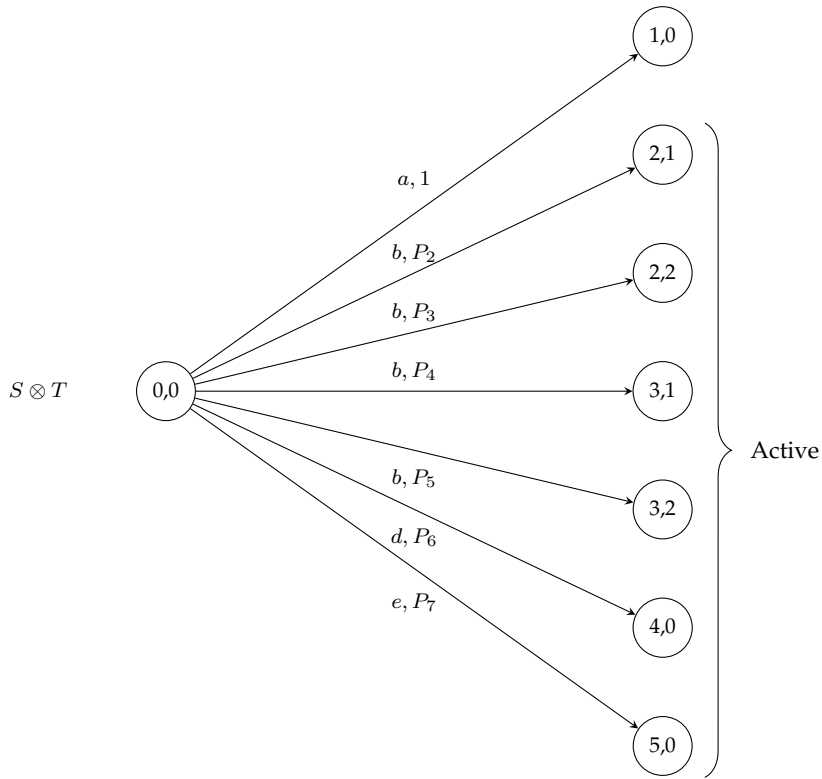 1,0
2,1
a, 1
2,2
b, P₂
b, P₃
b, P₄
S ⊗ T
0,0
3,1
Active
b, P₅
3,2
d, P₆
e, P₇
4,0
5,0